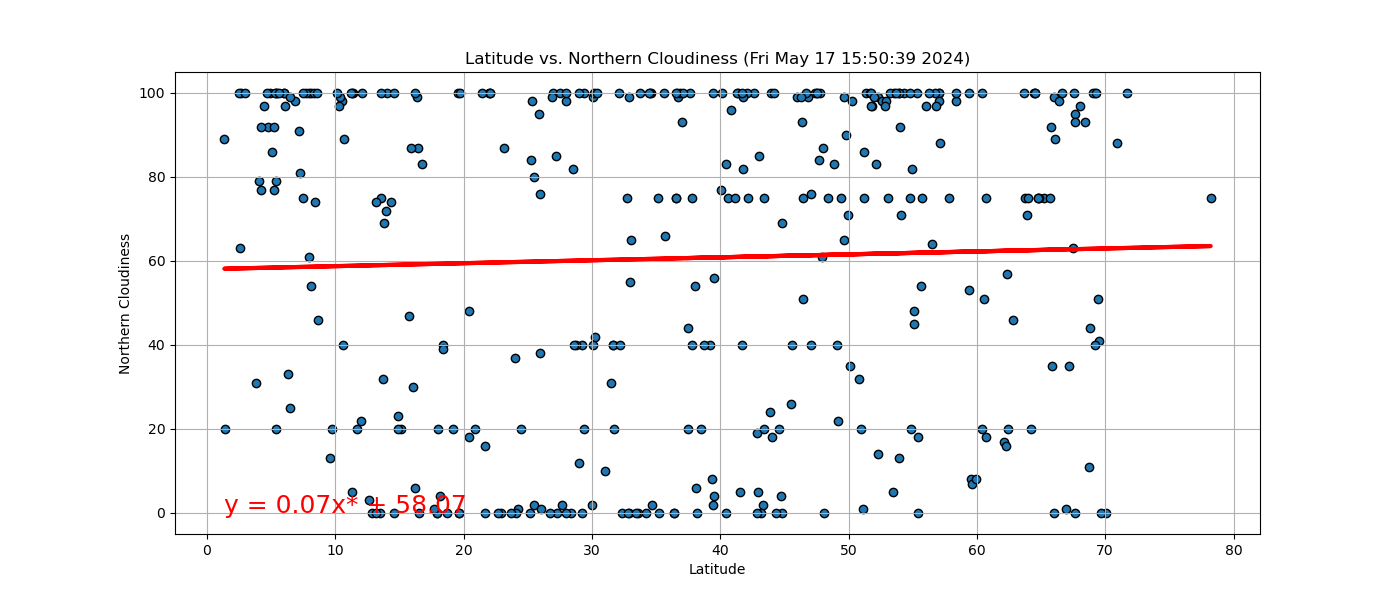 Latitude vs. Northern Cloudiness (Fri May 17 15:50:39 2024)
100
80
60
40
20
0
Northern Cloudiness
y = 0.07x* + 58.07
0 10 20 30 40 50 60 70 80
Latitude